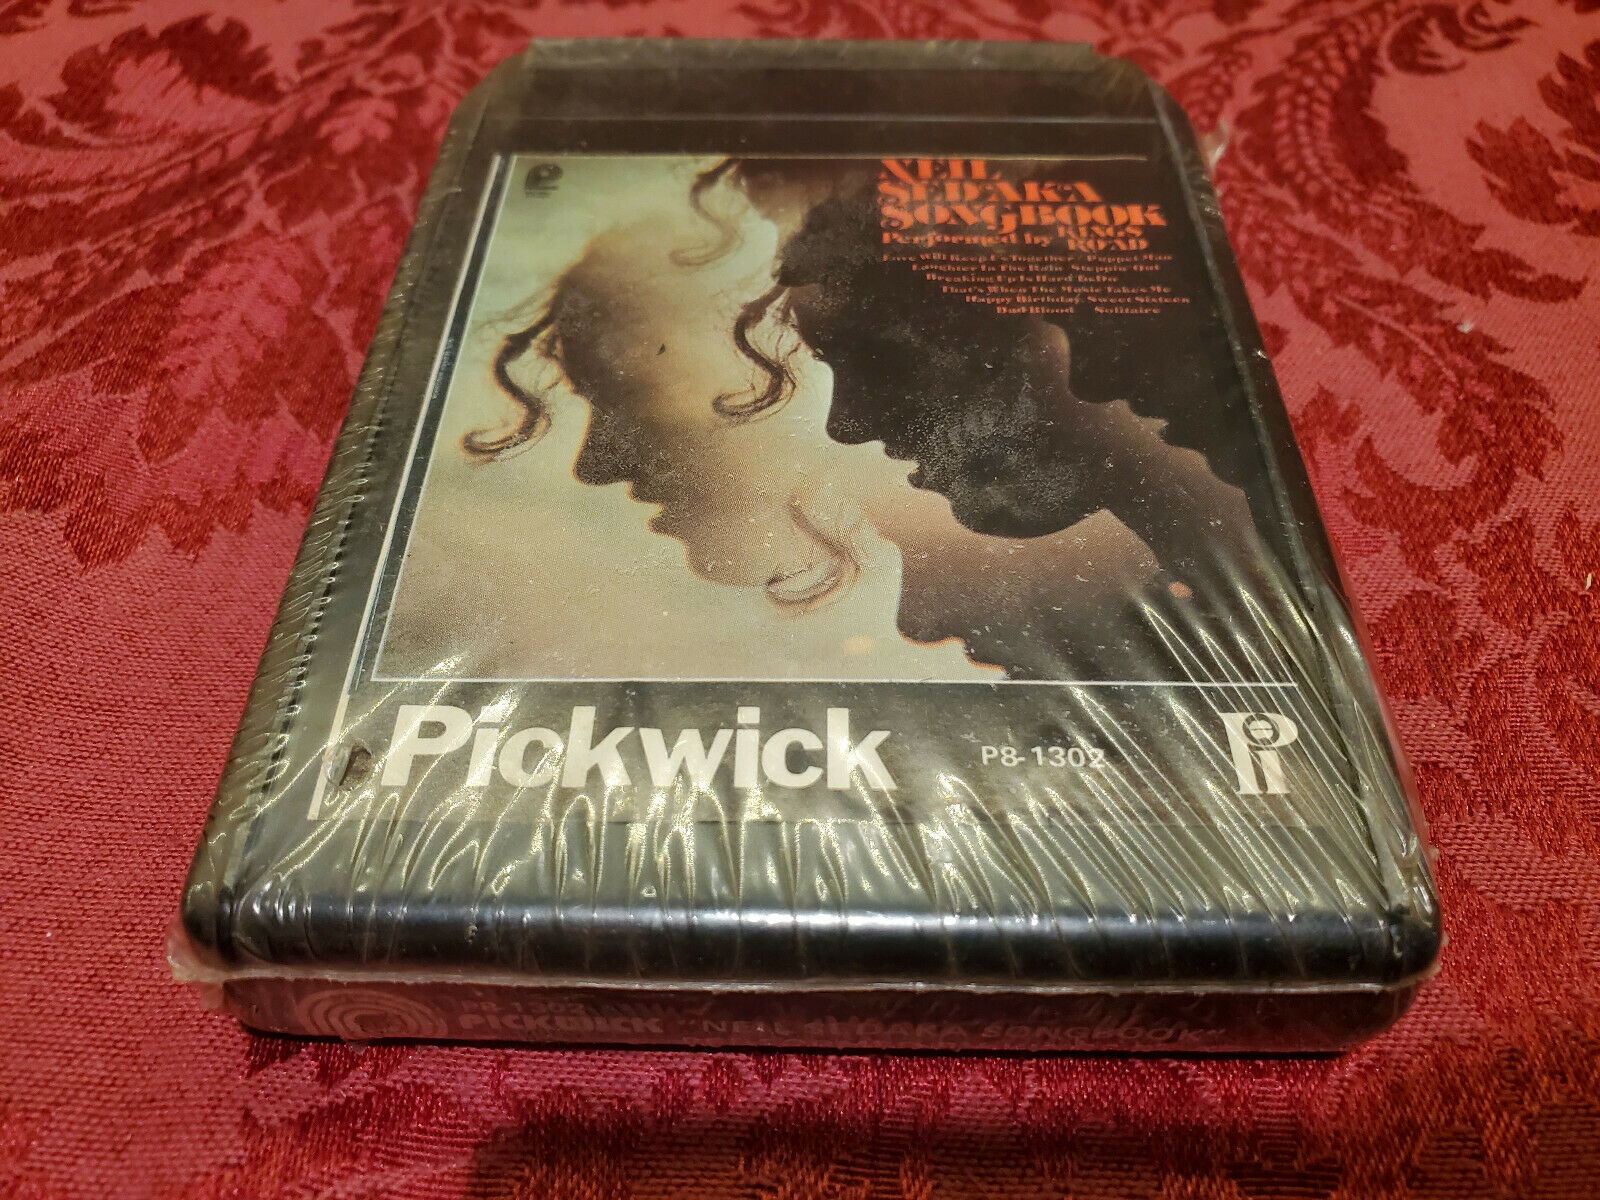 NEIL
SEDAKA
SONGBOOK
Performed by KINGS ROAD
Love Will Keep Us Together Puppet Man
Laughter In The Rain Steppin' Out
Breaking Up Is Hard To Do
That's When The Music Takes Me
Happy Birthday, Sweet Sixteen
Bad Blood Solitaire
Pickwick P8-1302
PICKWICK "NEIL SEDAKA SONGBOOK"